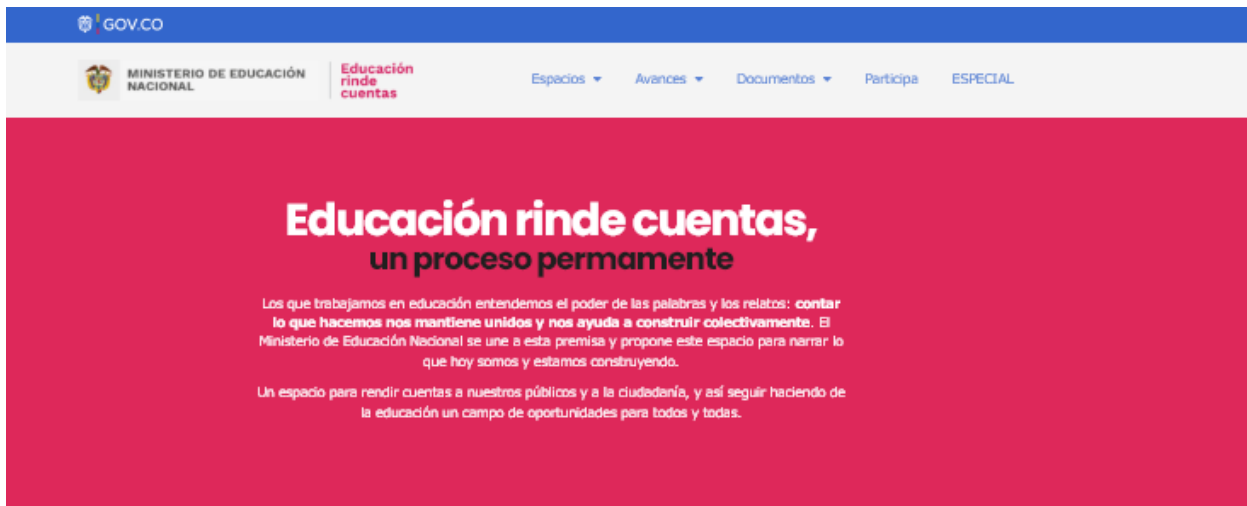 GOV.CO
MINISTERIO DE EDUCACIÓN
NACIONAL
Educación
rinde
cuentas
Espacios Avances Documentos Participa ESPECIAL
Educación rinde cuentas,
un proceso permamente
Los que trabajamos en educación entendemos el poder de las palabras y los relatos: contar
lo que hacemos nos mantiene unidos y nos ayuda a construir colectivamente. El
Ministerio de Educación Nacional se une a esta premisa y propone este espacio para narrar lo
que hoy somos y estamos construyendo.
Un espacio para rendir cuentas a nuestros públicos y a la ciudadanía, y así seguir haciendo de
la educación un campo de oportunidades para todos y todas.